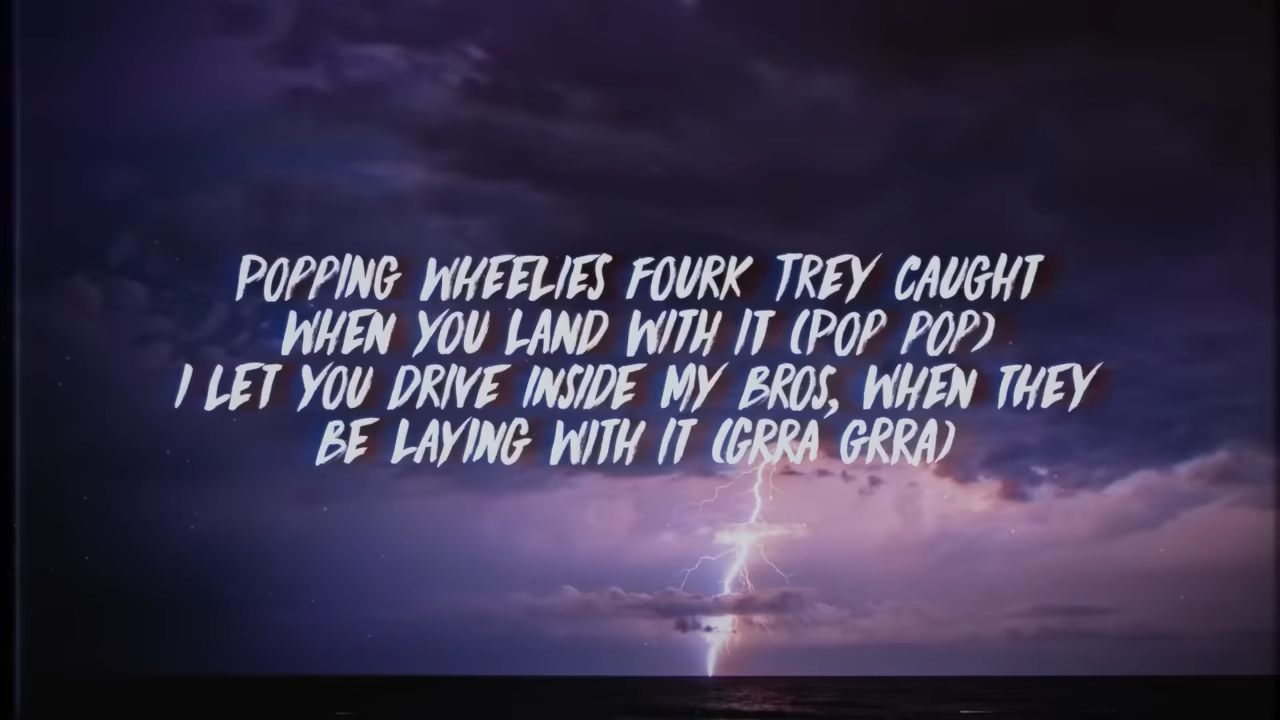 POPPING WHEELIES FOURK TREY CAUGHT
WHEN YOU LAND WITH IT (POP POP)
I LET YOU DRIVE INSIDE MY BROS, WHEN THEY
BE LAYING WITH IT (GRRA GRRA)